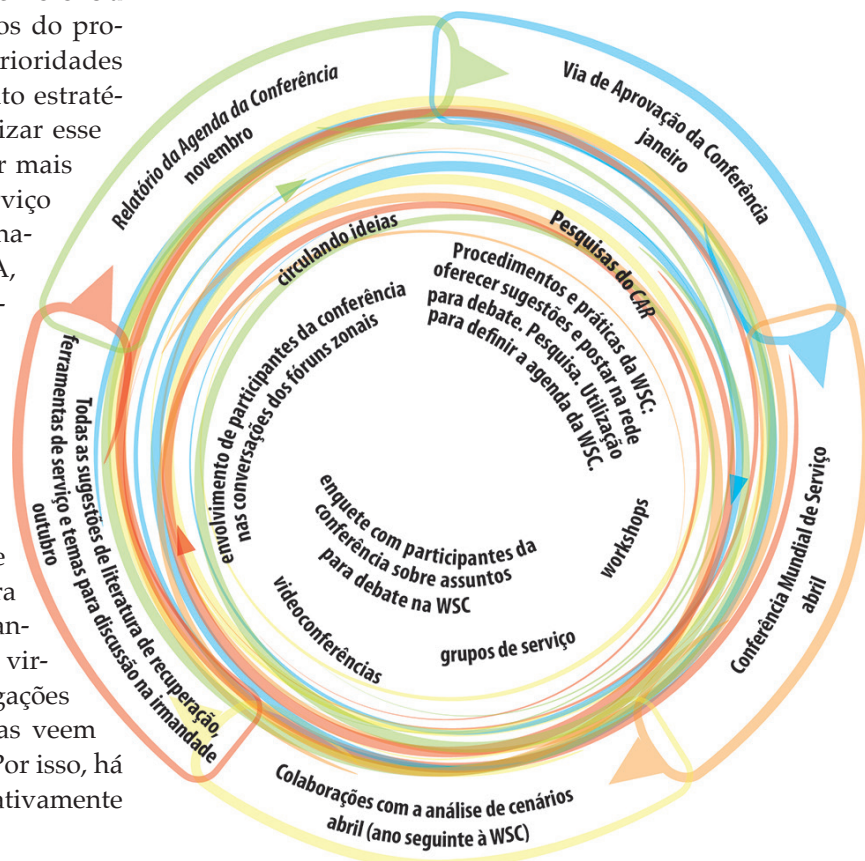 os do pro-
rioridades
to estraté-
izar esse
r mais
rviço
na-
A,
-
e
ra
an-
vir-
gações
as veem
Por isso, há
ativamente
Relatório da Agenda da Conferência
novembro
Via de Aprovação da Conferência
janeiro
Conferência Mundial de Serviço
abril
Colaborações com a análise de cenários
abril (ano seguinte à WSC)
Todas as sugestões de literatura de recuperação,
ferramentas de serviço e temas para discussão na irmandade
outubro
circulando ideias
Pesquisas do CAR
Procedimentos e práticas da WSC:
oferecer sugestões e postar na rede
para debate. Pesquisa. Utilização
para definir a agenda da WSC.
envolvimento de participantes da conferência
nas conversações dos fóruns zonais
enquete com participantes da
conferência sobre assuntos
para debate na WSC
workshops
videoconferências
grupos de serviço